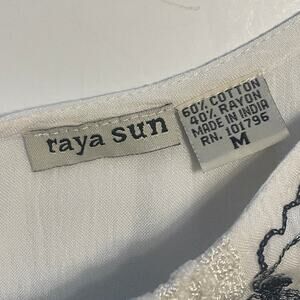 raya sun
60% COTTON
40% RAYON
MADE IN INDIA
RN. 101796
M